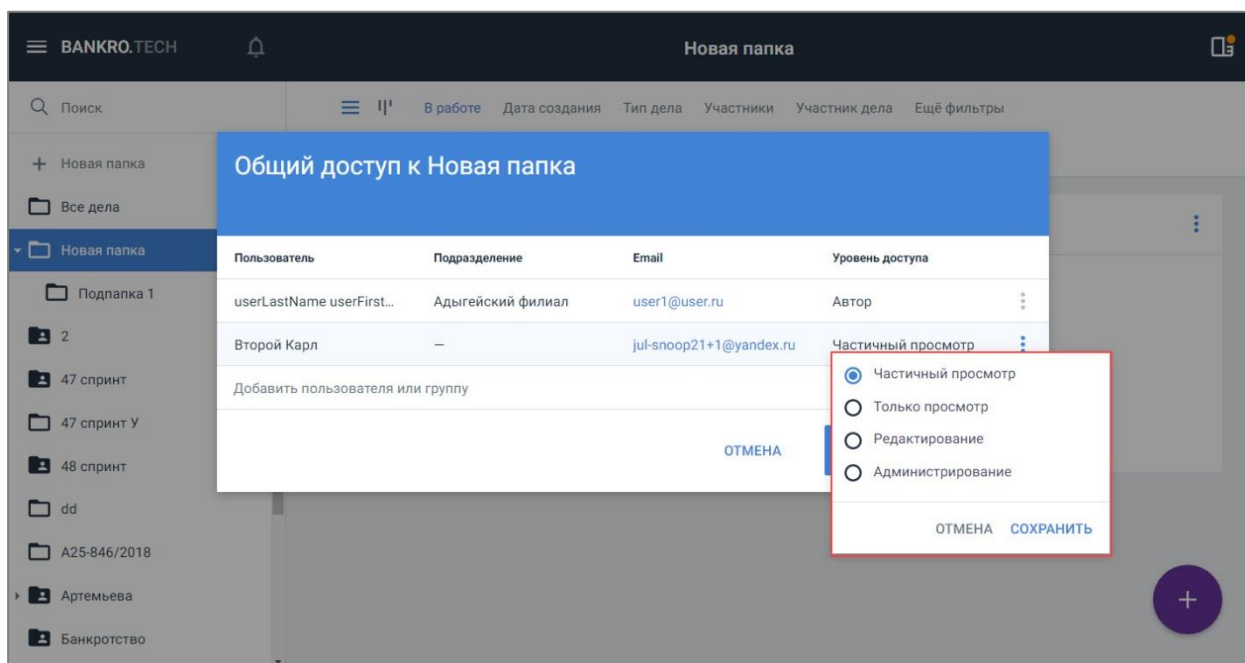 BANKRO.TECH
Новая папка
Поиск
В работе Дата создания Тип дела Участники Участник дела Ещё фильтры
Новая папка
Все дела
Новая папка
Подпапка 1
2
47 спринт
47 спринт У
48 спринт
dd
А25-846/2018
Артемьева
Банкротство
Общий доступ к Новая папка
Пользователь Подразделение Email Уровень доступа
userLastName userFirst... Адыгейский филиал user1@user.ru Автор
Второй Карл – jul-snoop21+1@yandex.ru Частичный просмотр
Добавить пользователя или группу
ОТМЕНА
Частичный просмотр
Только просмотр
Редактирование
Администрирование
ОТМЕНА СОХРАНИТЬ